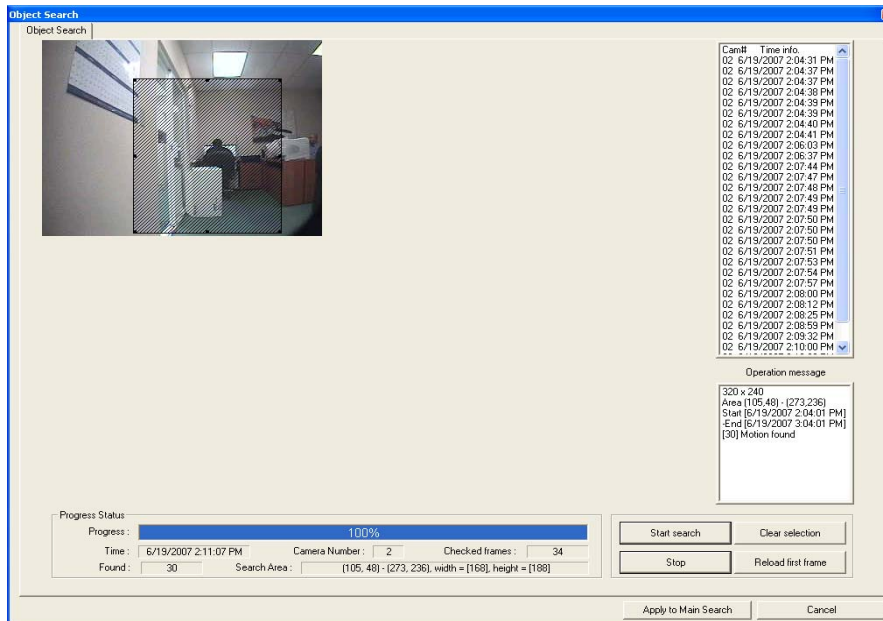 Object Search
Object Search
Cam# Time info.
02 6/19/2007 2:04:31 PM
02 6/19/2007 2:04:37 PM
02 6/19/2007 2:04:37 PM
02 6/19/2007 2:04:38 PM
02 6/19/2007 2:04:39 PM
02 6/19/2007 2:04:39 PM
02 6/19/2007 2:04:40 PM
02 6/19/2007 2:04:41 PM
02 6/19/2007 2:06:03 PM
02 6/19/2007 2:06:37 PM
02 6/19/2007 2:07:44 PM
02 6/19/2007 2:07:47 PM
02 6/19/2007 2:07:48 PM
02 6/19/2007 2:07:49 PM
02 6/19/2007 2:07:49 PM
02 6/19/2007 2:07:50 PM
02 6/19/2007 2:07:50 PM
02 6/19/2007 2:07:50 PM
02 6/19/2007 2:07:51 PM
02 6/19/2007 2:07:53 PM
02 6/19/2007 2:07:54 PM
02 6/19/2007 2:07:57 PM
02 6/19/2007 2:08:00 PM
02 6/19/2007 2:08:12 PM
02 6/19/2007 2:08:25 PM
02 6/19/2007 2:08:59 PM
02 6/19/2007 2:09:32 PM
02 6/19/2007 2:10:00 PM
Operation message
320 x 240
Area (105,48) - (273,236)
Start [6/19/2007 2:04:01 PM]
-End [6/19/2007 3:04:01 PM]
[30] Motion found
Progress Status
Progress : 100%
Time : 6/19/2007 2:11:07 PM Camera Number : 2 Checked frames : 34
Found : 30 Search Area : (105, 48) - (273, 236), width = [168], height = [188]
Start search Clear selection
Stop Reload first frame
Apply to Main Search Cancel